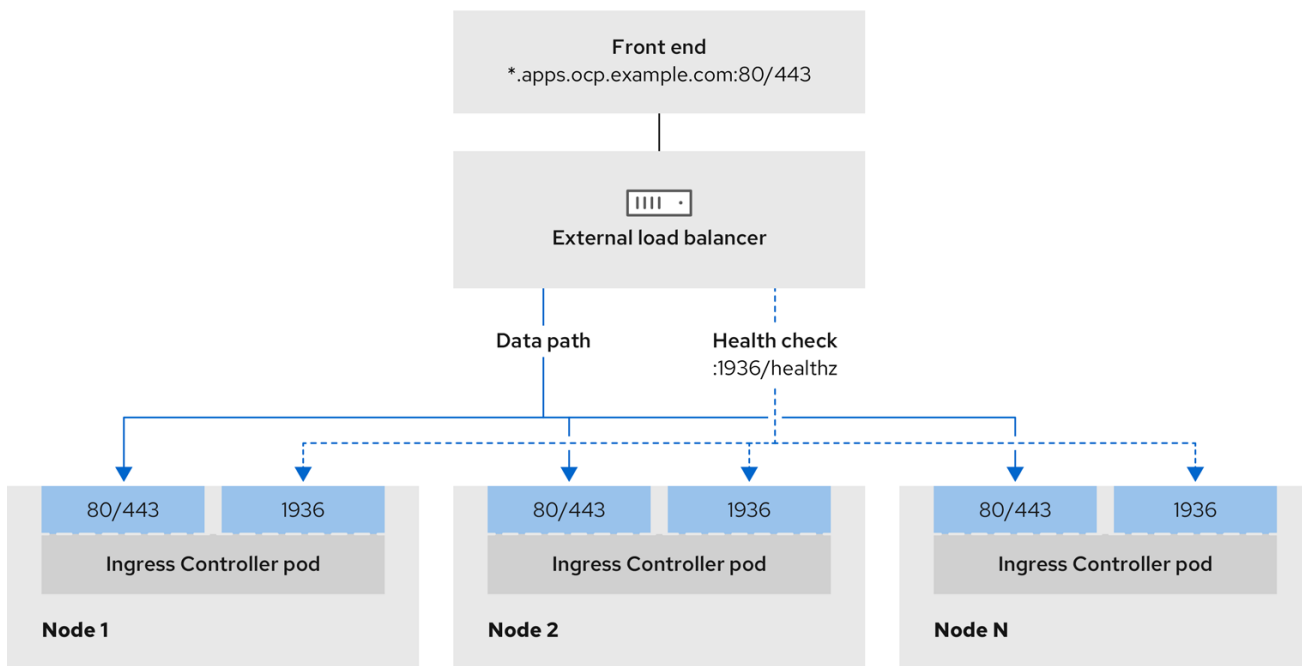 Front end
*.apps.ocp.example.com:80/443
External load balancer
Data path
Health check
:1936/healthz
80/443
1936
80/443
1936
80/443
1936
Ingress Controller pod
Ingress Controller pod
Ingress Controller pod
Node 1
Node 2
Node N